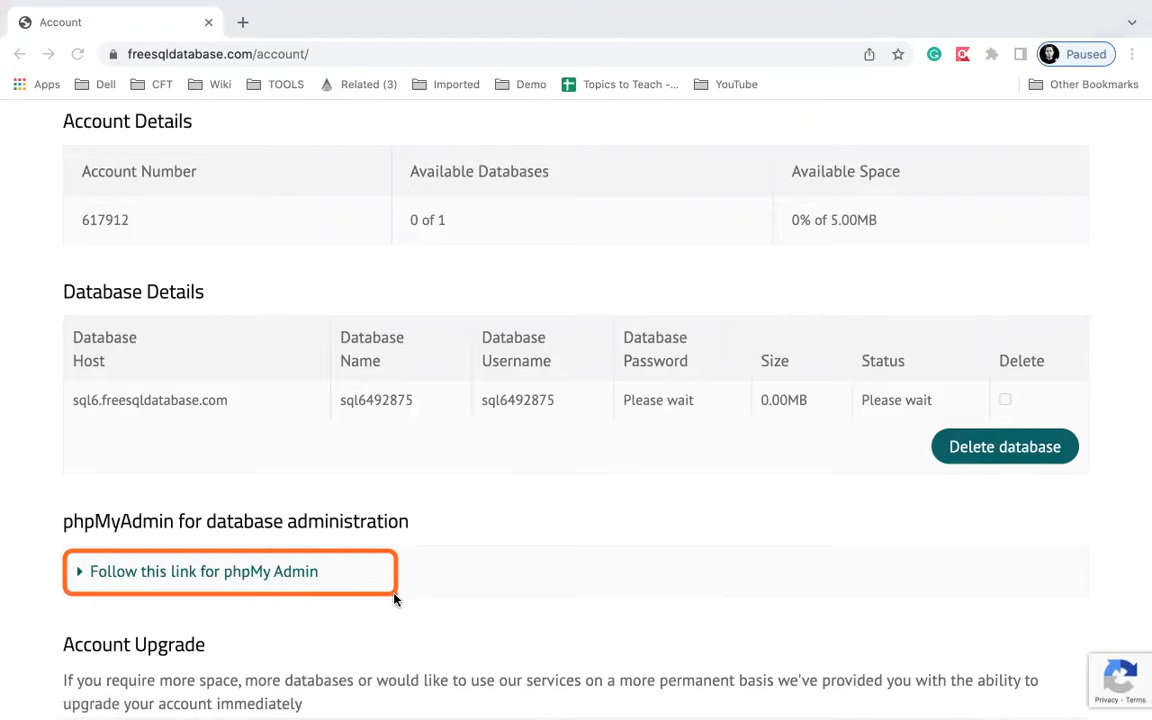 Account
freesqldatabase.com/account/
Paused
Apps Dell CFT Wiki TOOLS Related (3) Imported Demo Topics to Teach -... YouTube Other Bookmarks
Account Details
Account Number Available Databases Available Space
617912 0 of 1 0% of 5.00MB
Database Details
Database Database Database Database
Host Name Username Password Size Status Delete
sql6.freesqldatabase.com sql6492875 sql6492875 Please wait 0.00MB Please wait
Delete database
phpMyAdmin for database administration
Follow this link for phpMy Admin
Account Upgrade
If you require more space, more databases or would like to use our services on a more permanent basis we've provided you with the ability to
upgrade your account immediately
Privacy - Terms